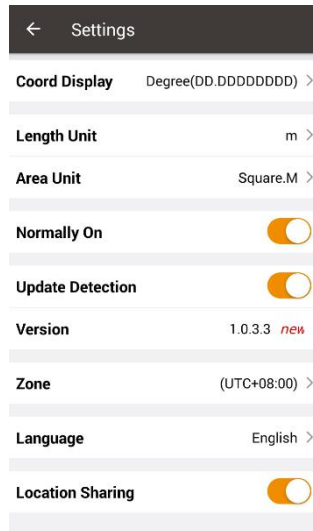 Settings
Coord Display Degree(DD.DDDDDDDD)
Length Unit m
Area Unit Square.M
Normally On
Update Detection
Version 1.0.3.3 new
Zone (UTC+08:00)
Language English
Location Sharing